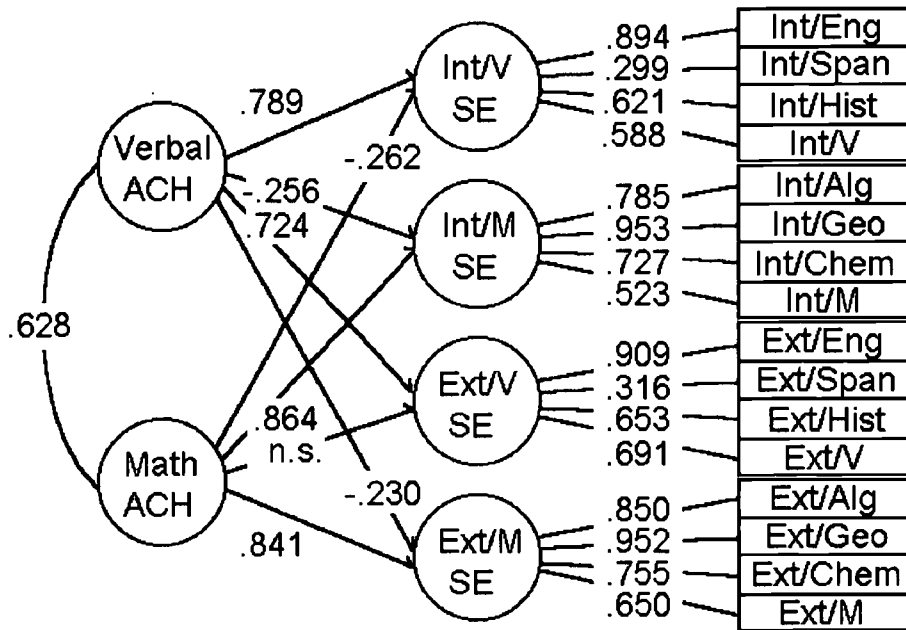 Verbal
ACH
Math
ACH
.628
.789
-.262
-.256
.724
.864
n.s.
-.230
.841
Int/V
SE
Int/M
SE
Ext/V
SE
Ext/M
SE
.894
.299
.621
.588
.785
.953
.727
.523
.909
.316
.653
.691
.850
.952
.755
.650
Int/Eng
Int/Span
Int/Hist
Int/V
Int/Alg
Int/Geo
Int/Chem
Int/M
Ext/Eng
Ext/Span
Ext/Hist
Ext/V
Ext/Alg
Ext/Geo
Ext/Chem
Ext/M